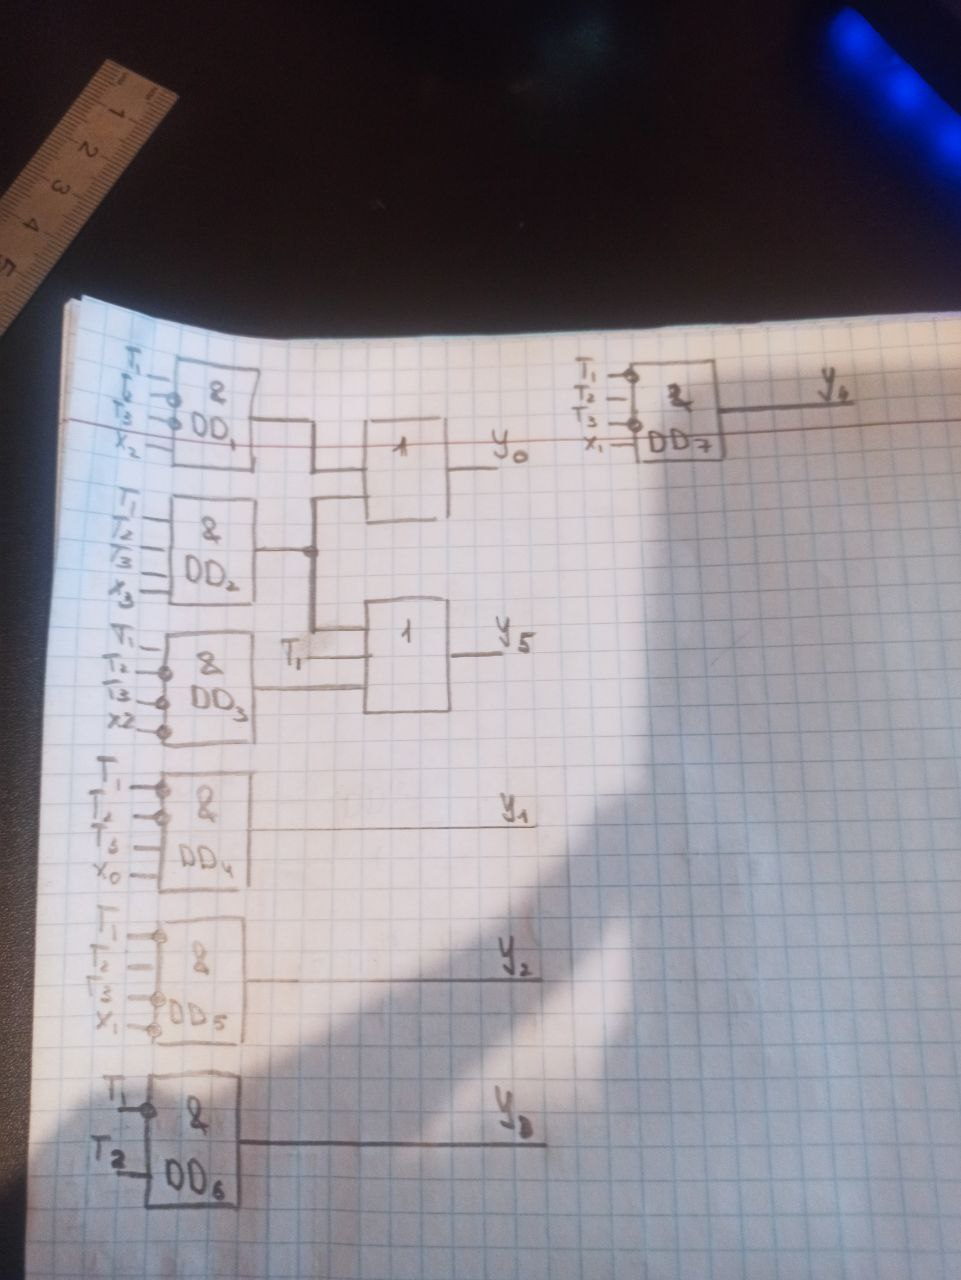 1
2
3
4
5
T₁
T₃
X₂
&
DD₁
T₁
T₂
T₃
X₃
&
DD₂
T₁
T₂
T₃
X2
&
DD₃
1
y₀
T₁
1
y₅
T₁
T₂
T₃
X₀
&
DD₄
y₁
T₁
T₂
T₃
X₁
&
DD₅
y₂
T₁
T₂
&
DD₆
y₃
T₁
T₂
T₃
X₁
&
DD₇